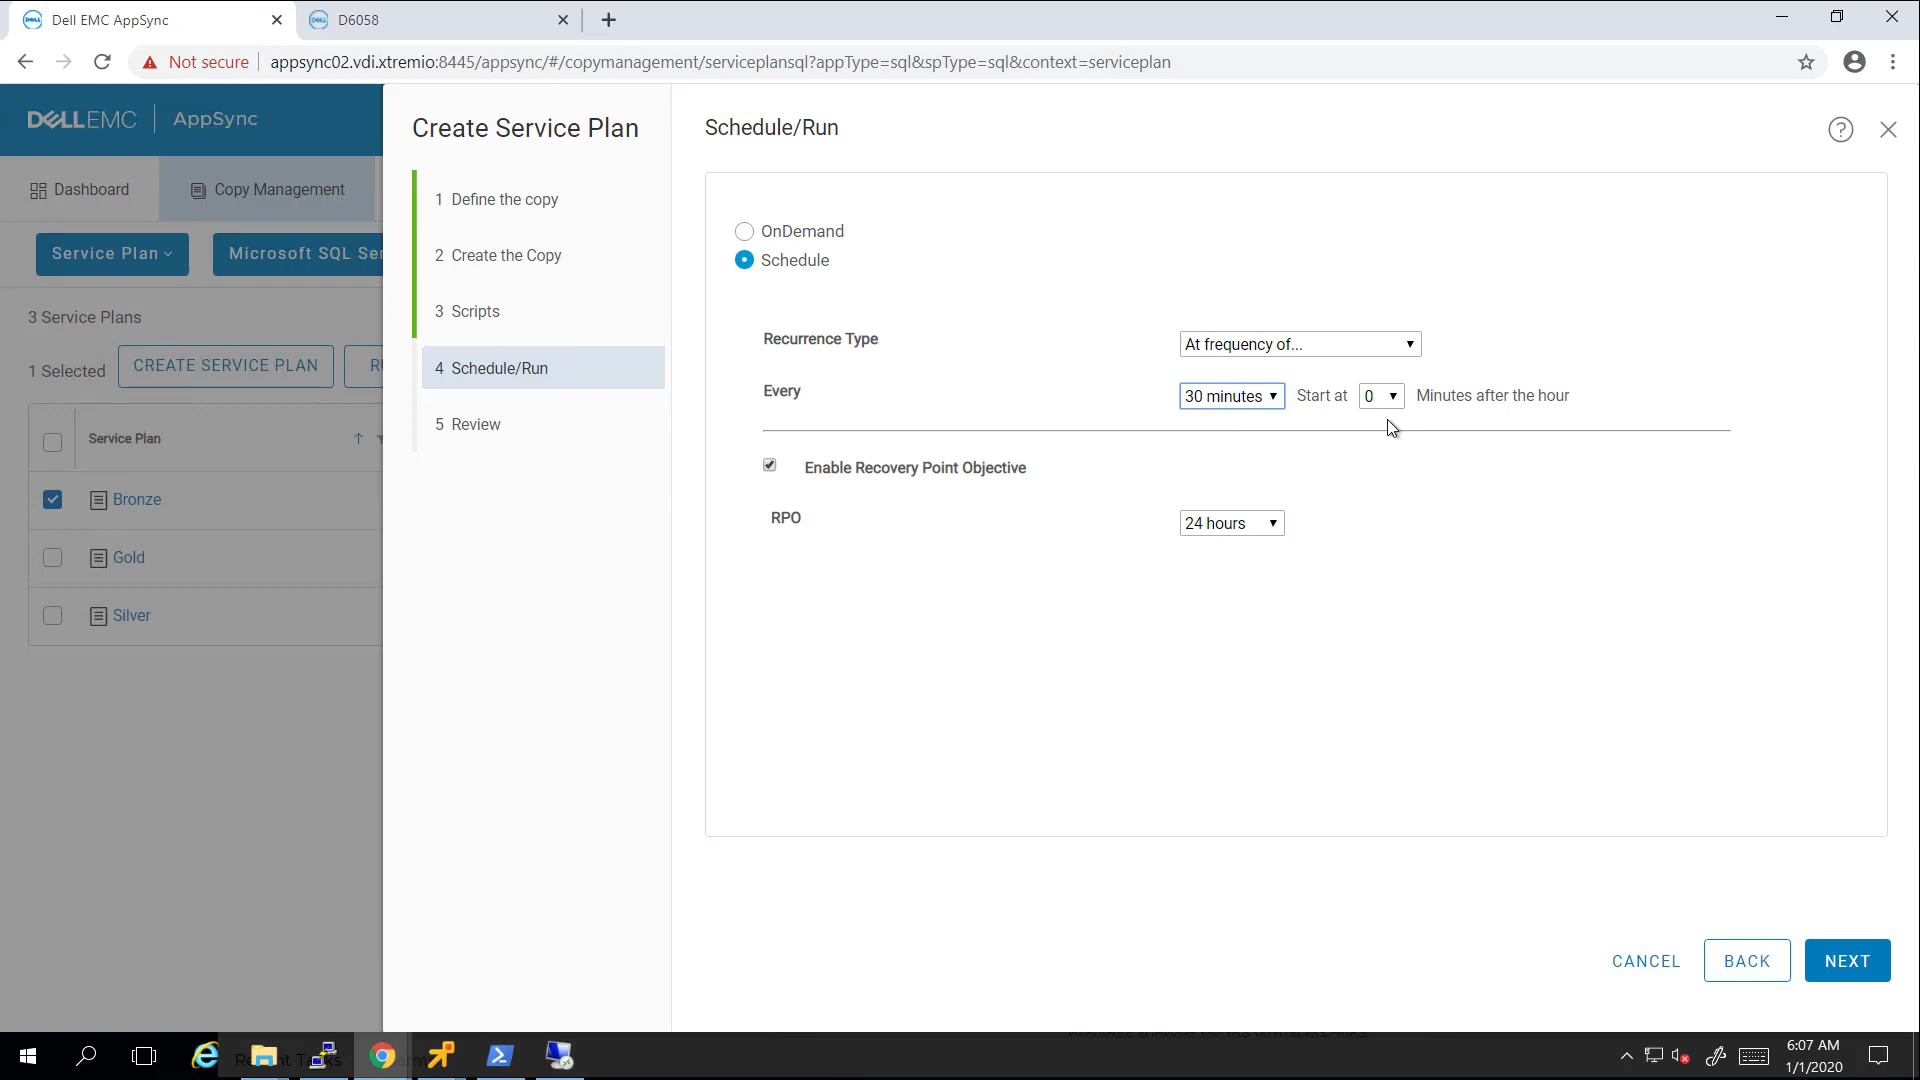 Dell EMC AppSync
D6058
Not secure
appsync02.vdi.xtremio:8445/appsync/#/copymanagement/serviceplansql?appType=sql&spType=sql&context=serviceplan
DELLEMC
AppSync
Dashboard
Copy Management
Service Plan
Microsoft SQL Ser
3 Service Plans
1 Selected
CREATE SERVICE PLAN
RU
Service Plan
Bronze
Gold
Silver
Create Service Plan
1 Define the copy
2 Create the Copy
3 Scripts
4 Schedule/Run
5 Review
Schedule/Run
OnDemand
Schedule
Recurrence Type
At frequency of...
Every
30 minutes
Start at
0
Minutes after the hour
Enable Recovery Point Objective
RPO
24 hours
CANCEL
BACK
NEXT
6:07 AM
1/1/2020